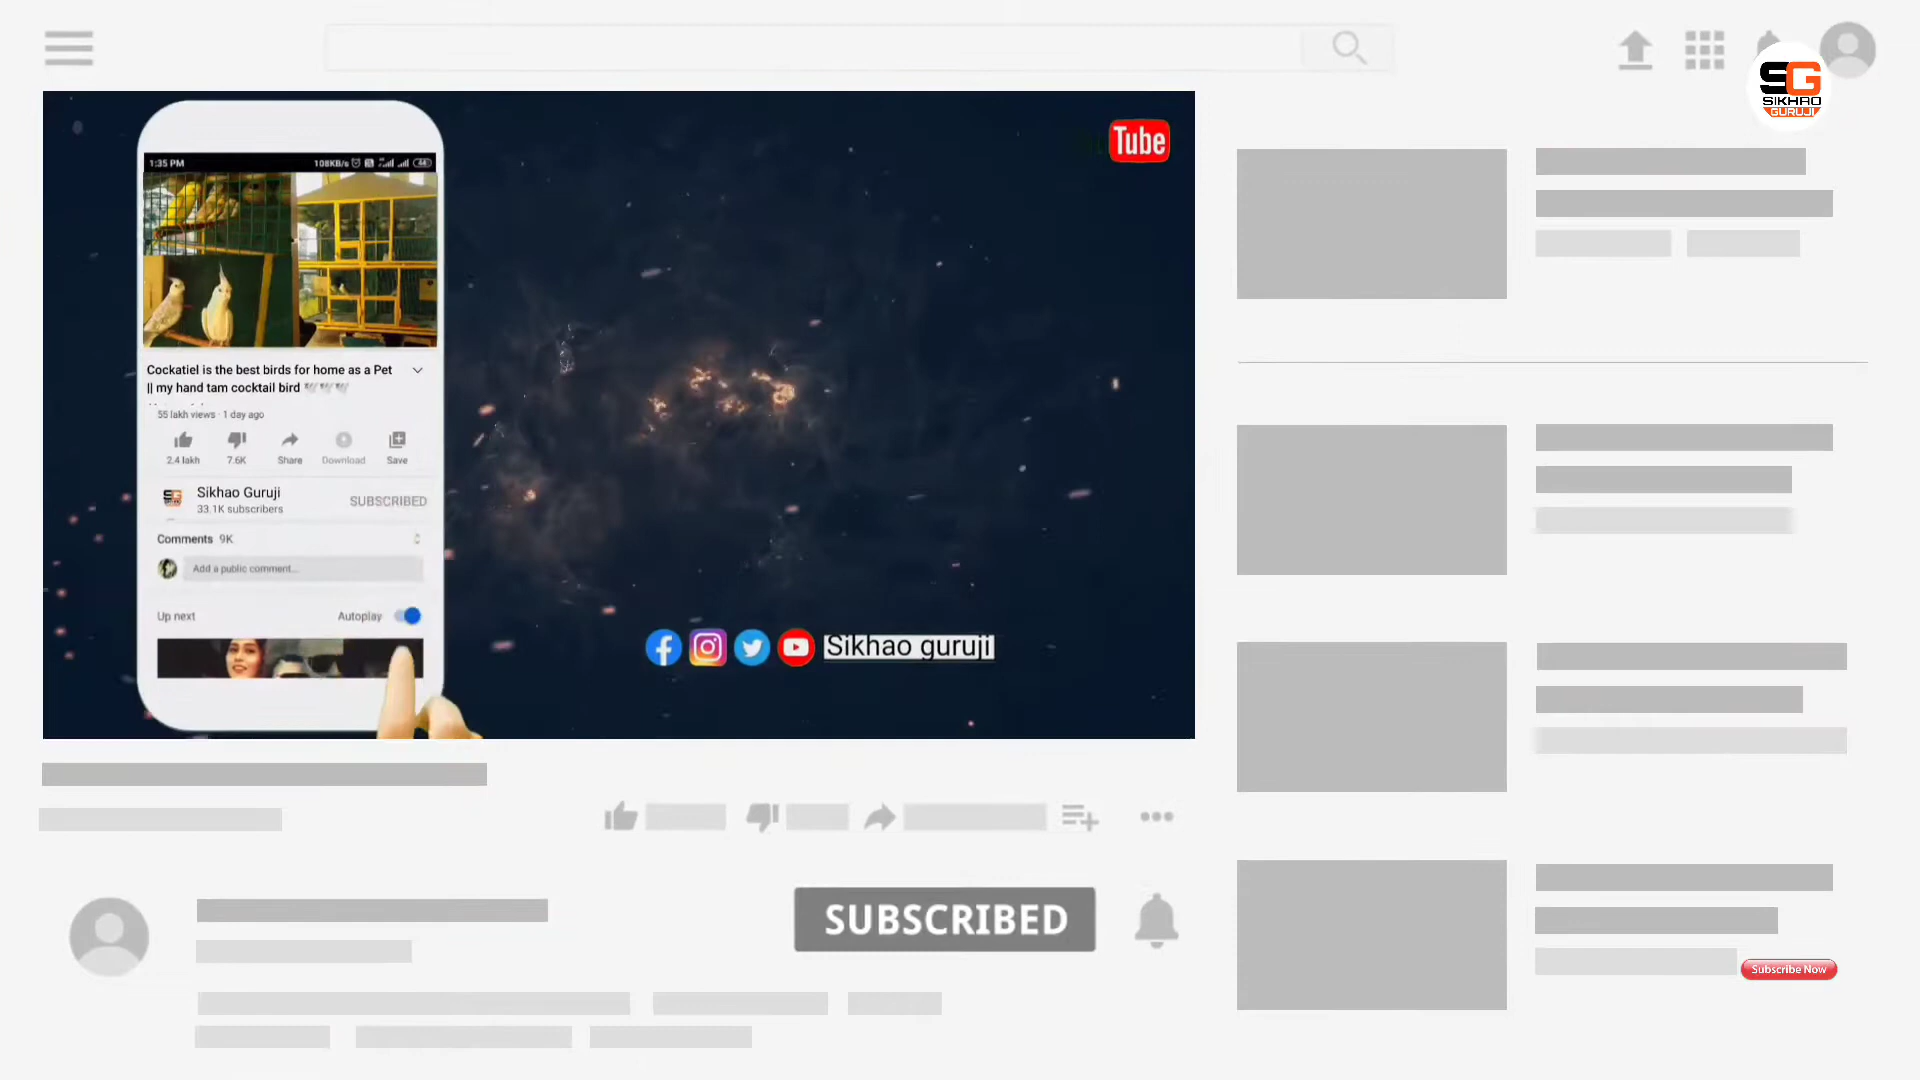 SG
SIKHAO
GURUJI
Tube
1:35 PM 108KB/s 44
Cockatiel is the best birds for home as a Pet
|| my hand tam cocktail bird
55 lakh views · 1 day ago
2.4 lakh 7.6K Share Download Save
SG Sikhao Guruji
33.1K subscribers
SUBSCRIBED
Comments 9K
Add a public comment...
Up next Autoplay
Sikhao guruji
SUBSCRIBED
Subscribe Now